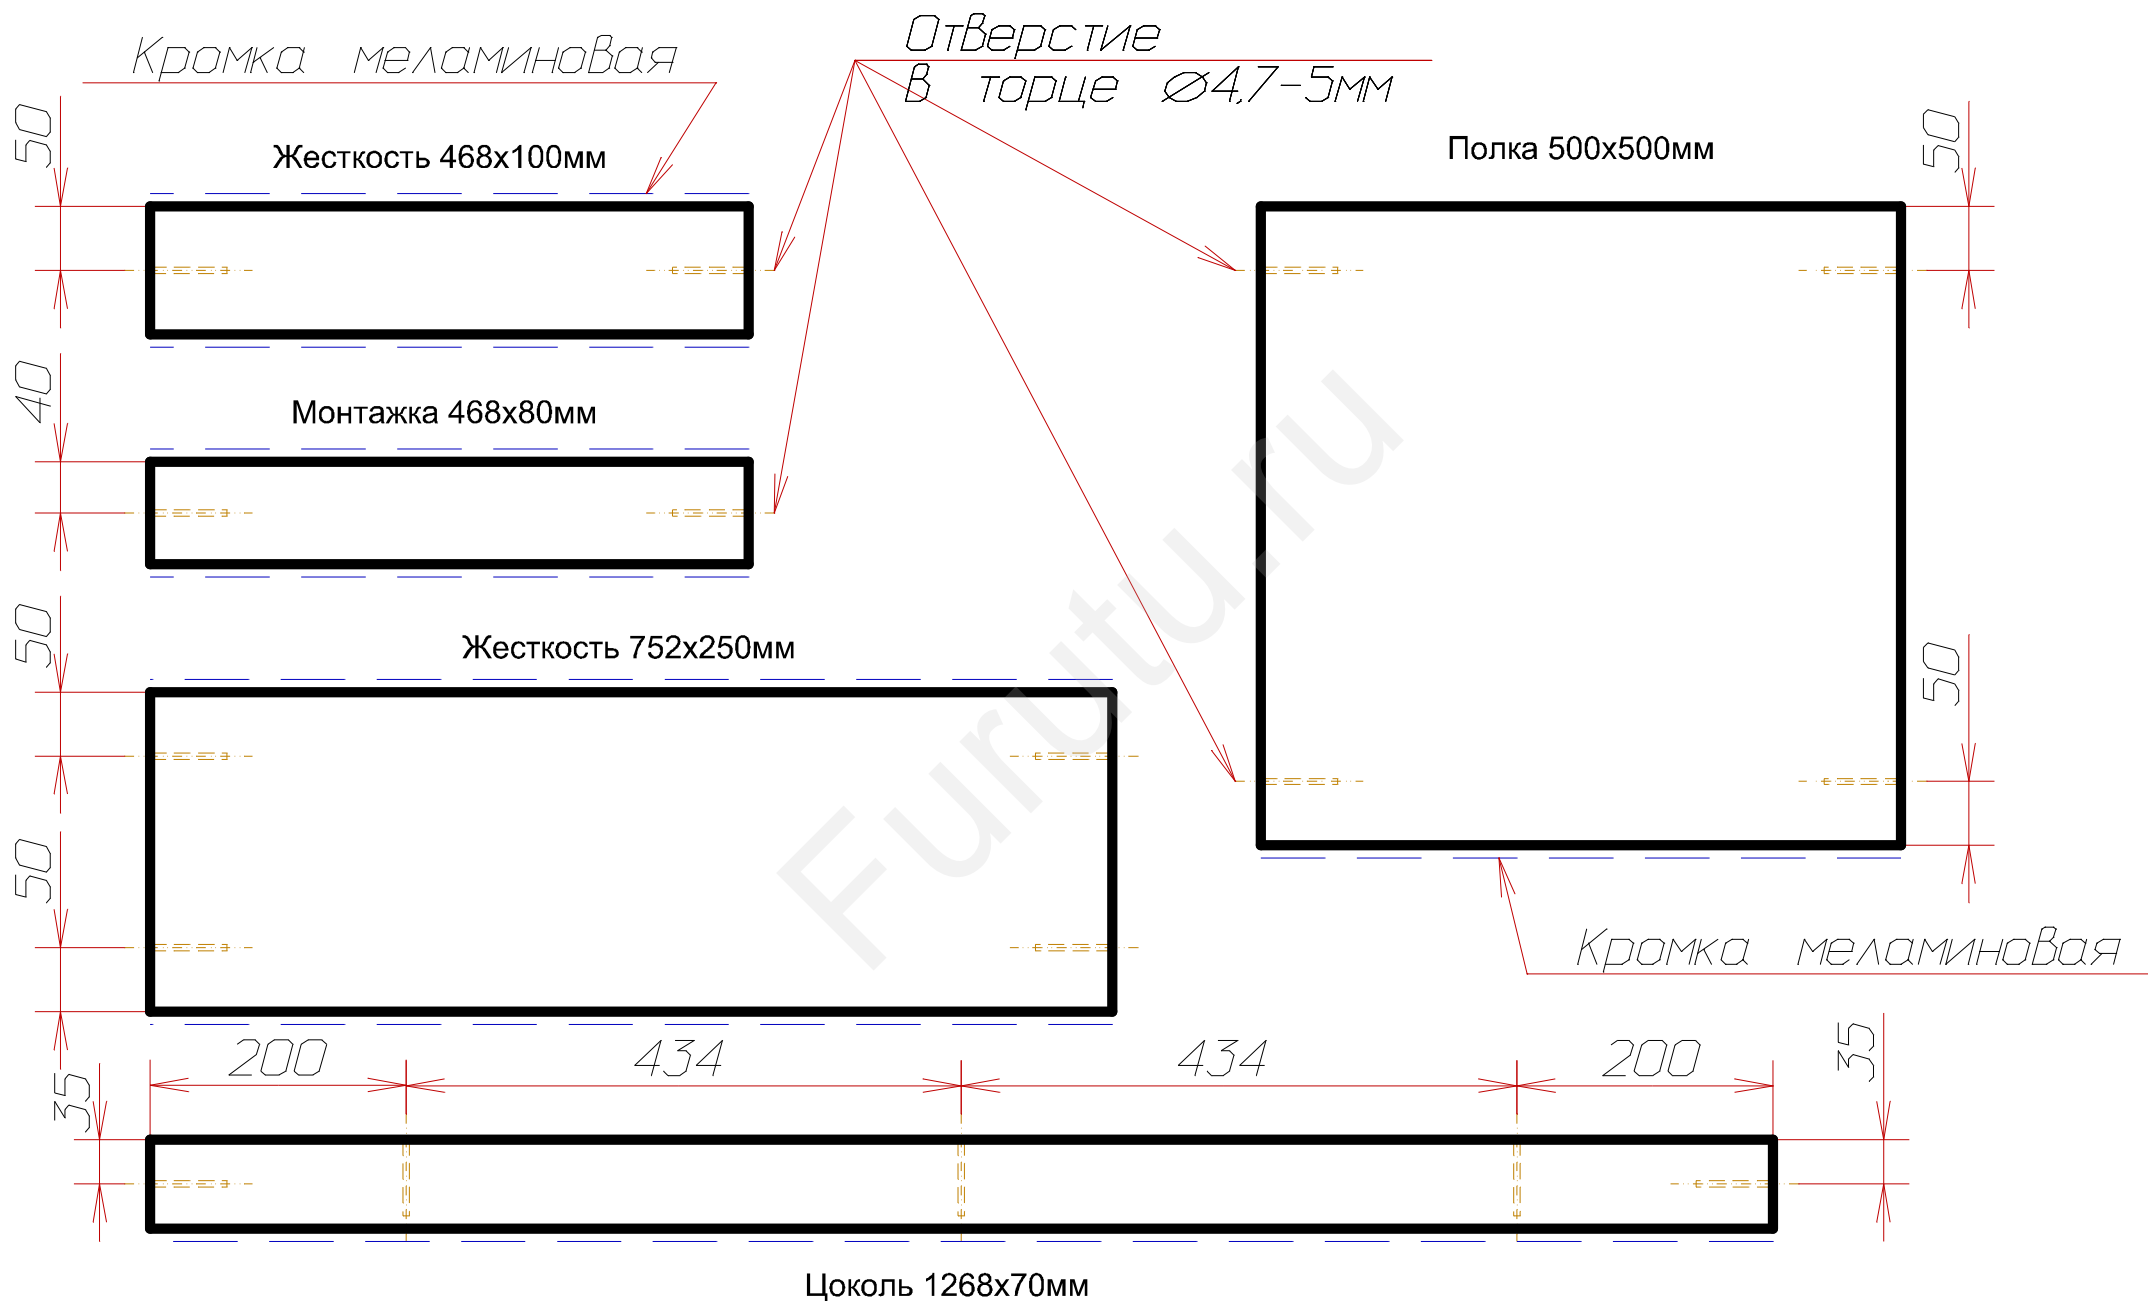 Кромка меламиновая
Отверстие
в торце ⌀4,7-5мм
50
Жесткость 468х100мм
Полка 500х500мм
50
40
Монтажка 468х80мм
50
Жесткость 752х250мм
50
50
Кромка меламиновая
Furutu.ru
35
200
434
434
200
35
Цоколь 1268х70мм